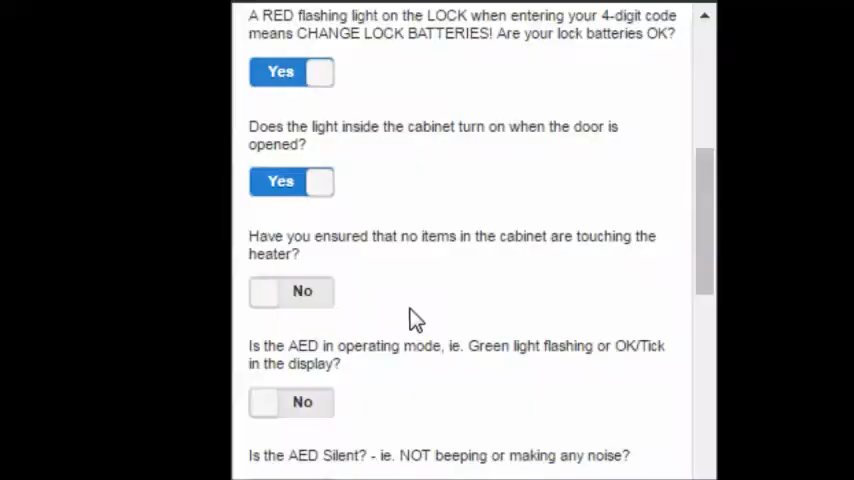 A RED flashing light on the LOCK when entering your 4-digit code
means CHANGE LOCK BATTERIES! Are your lock batteries OK?
Yes
Does the light inside the cabinet turn on when the door is
opened?
Yes
Have you ensured that no items in the cabinet are touching the
heater?
No
Is the AED in operating mode, ie. Green light flashing or OK/Tick
in the display?
No
Is the AED Silent? - ie. NOT beeping or making any noise?